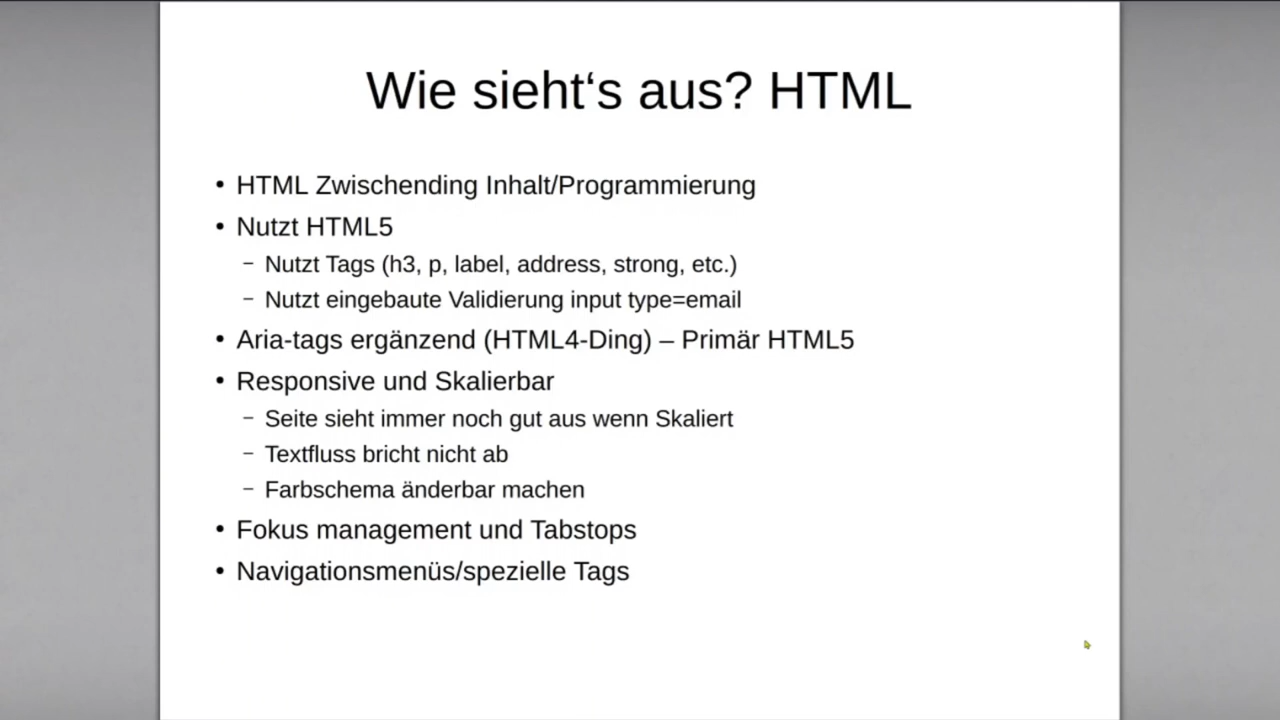 Wie sieht‘s aus? HTML
• HTML Zwischending Inhalt/Programmierung
• Nutzt HTML5
– Nutzt Tags (h3, p, label, address, strong, etc.)
– Nutzt eingebaute Validierung input type=email
• Aria-tags ergänzend (HTML4-Ding) – Primär HTML5
• Responsive und Skalierbar
– Seite sieht immer noch gut aus wenn Skaliert
– Textfluss bricht nicht ab
– Farbschema änderbar machen
• Fokus management und Tabstops
• Navigationsmenüs/spezielle Tags